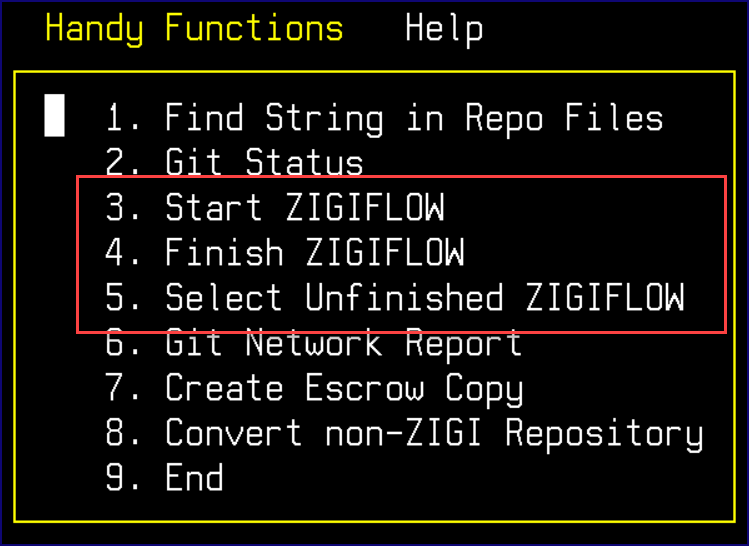 Handy Functions Help
1. Find String in Repo Files
2. Git Status
3. Start ZIGIFLOW
4. Finish ZIGIFLOW
5. Select Unfinished ZIGIFLOW
6. Git Network Report
7. Create Escrow Copy
8. Convert non-ZIGI Repository
9. End